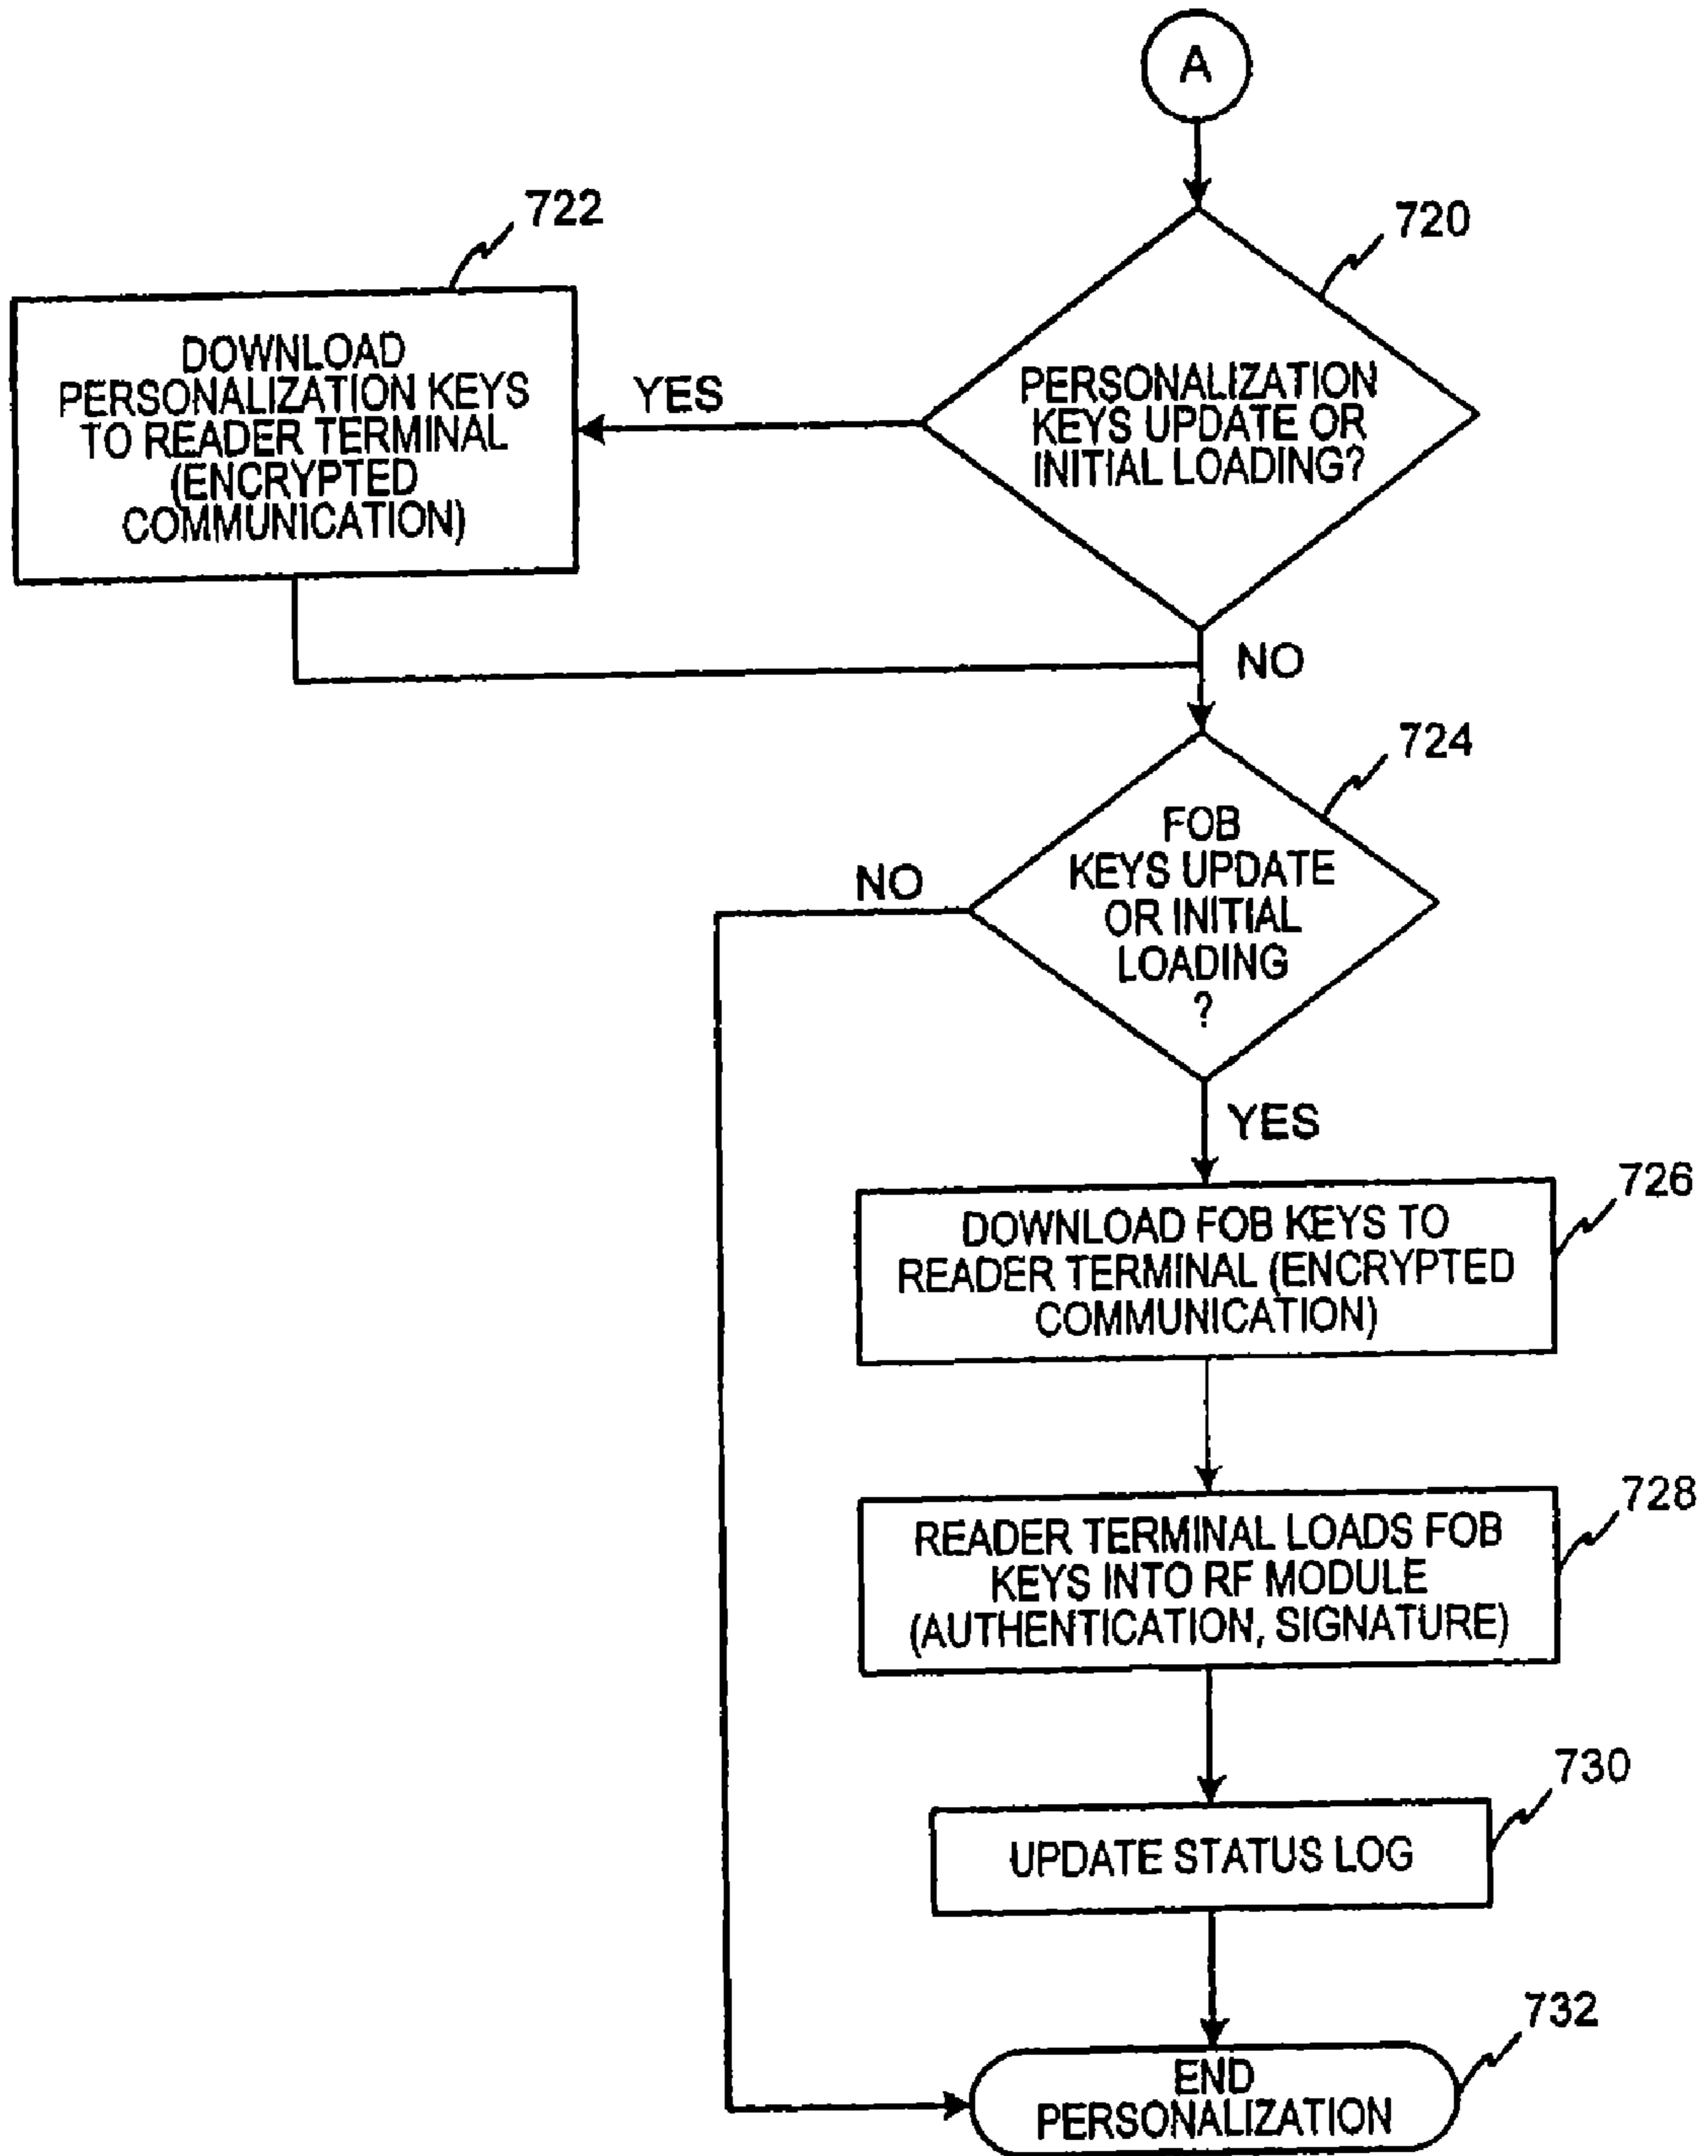 A
720
PERSONALIZATION
KEYS UPDATE OR
INITIAL LOADING?
YES
722
DOWNLOAD
PERSONALIZATION KEYS
TO READER TERMINAL
(ENCRYPTED
COMMUNICATION)
NO
724
FOB
KEYS UPDATE
OR INITIAL
LOADING
?
NO
YES
726
DOWNLOAD FOB KEYS TO
READER TERMINAL (ENCRYPTED
COMMUNICATION)
728
READER TERMINAL LOADS FOB
KEYS INTO RF MODULE
(AUTHENTICATION, SIGNATURE)
730
UPDATE STATUS LOG
732
END
PERSONALIZATION